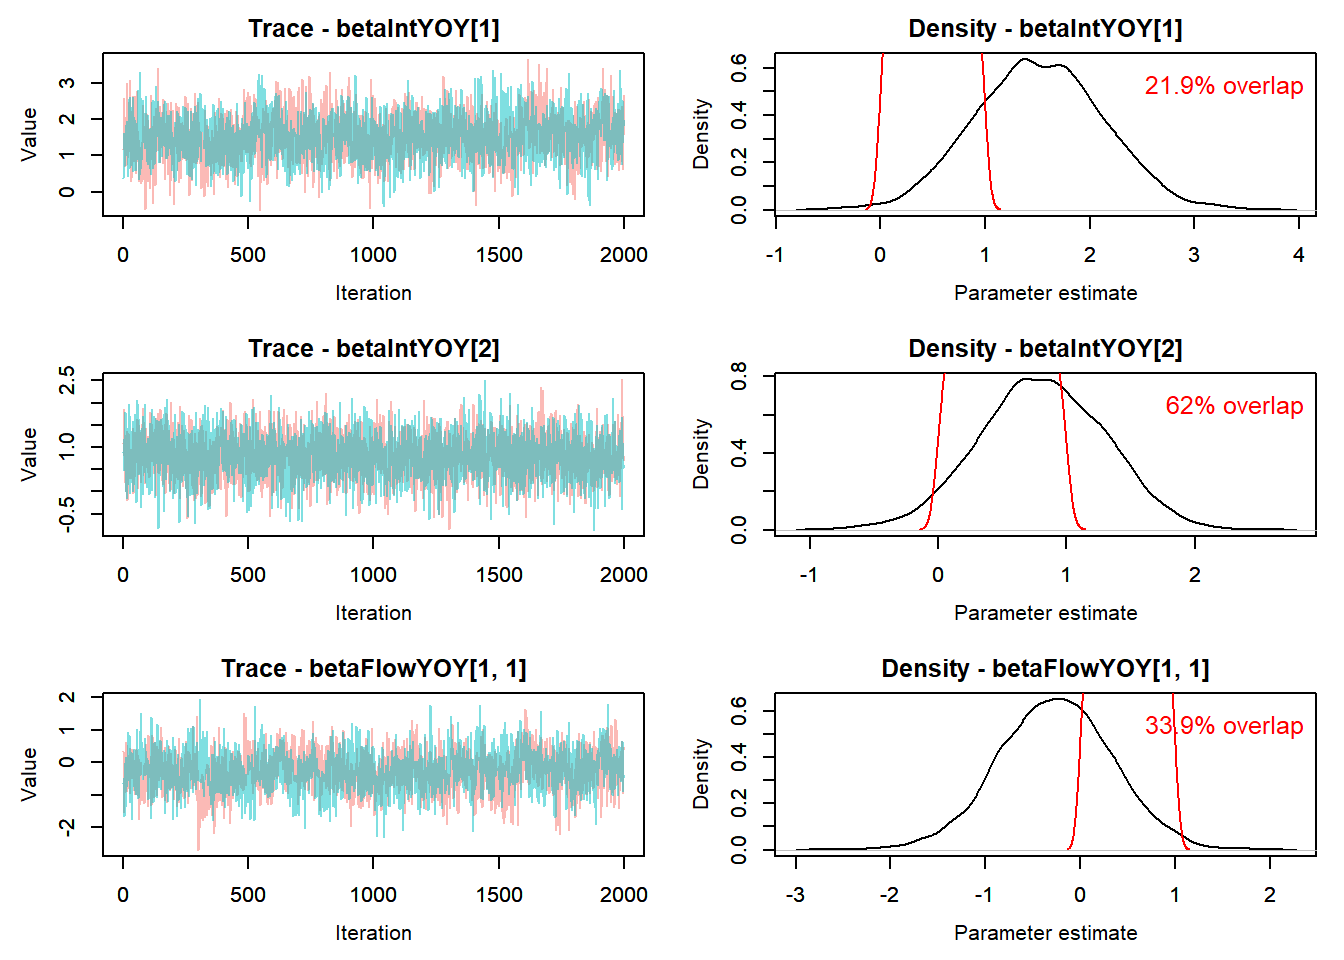 Trace - betaIntYOY[1]
Value
0 1 2 3
0 500 1000 1500 2000
Iteration
Density - betaIntYOY[1]
Density
0.0 0.2 0.4 0.6
21.9% overlap
-1 0 1 2 3 4
Parameter estimate
Trace - betaIntYOY[2]
Value
-0.5 1.0 2.5
0 500 1000 1500 2000
Iteration
Density - betaIntYOY[2]
Density
0.0 0.4 0.8
62% overlap
-1 0 1 2
Parameter estimate
Trace - betaFlowYOY[1, 1]
Value
-2 0 1 2
0 500 1000 1500 2000
Iteration
Density - betaFlowYOY[1, 1]
Density
0.0 0.2 0.4 0.6
33.9% overlap
-3 -2 -1 0 1 2
Parameter estimate